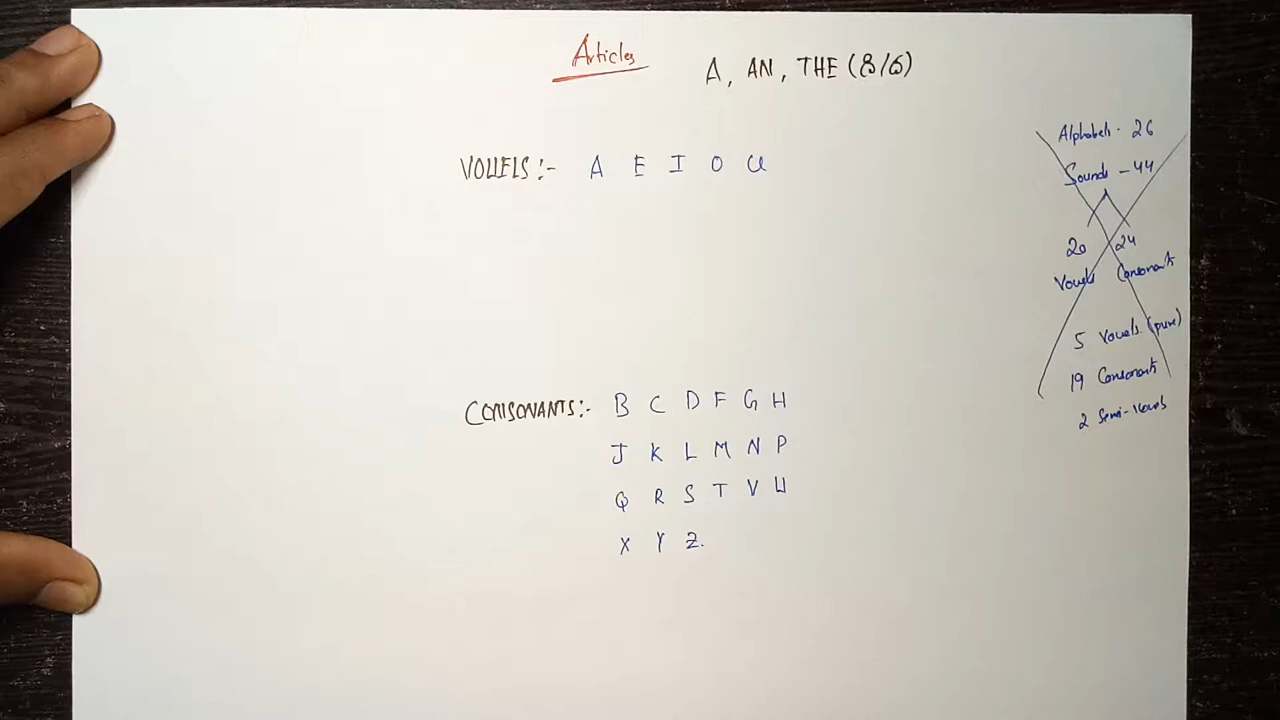 Articles
A, AN, THE (8/6)
VOWELS :- A E I O U
CONSONANTS :- B C D F G H
J K L M N P
Q R S T V W
X Y Z.
Alphabets - 26
Sounds - 44
20 24
Vowels Consonants
5 Vowels (pure)
19 Consonants
2 Semi-vowels